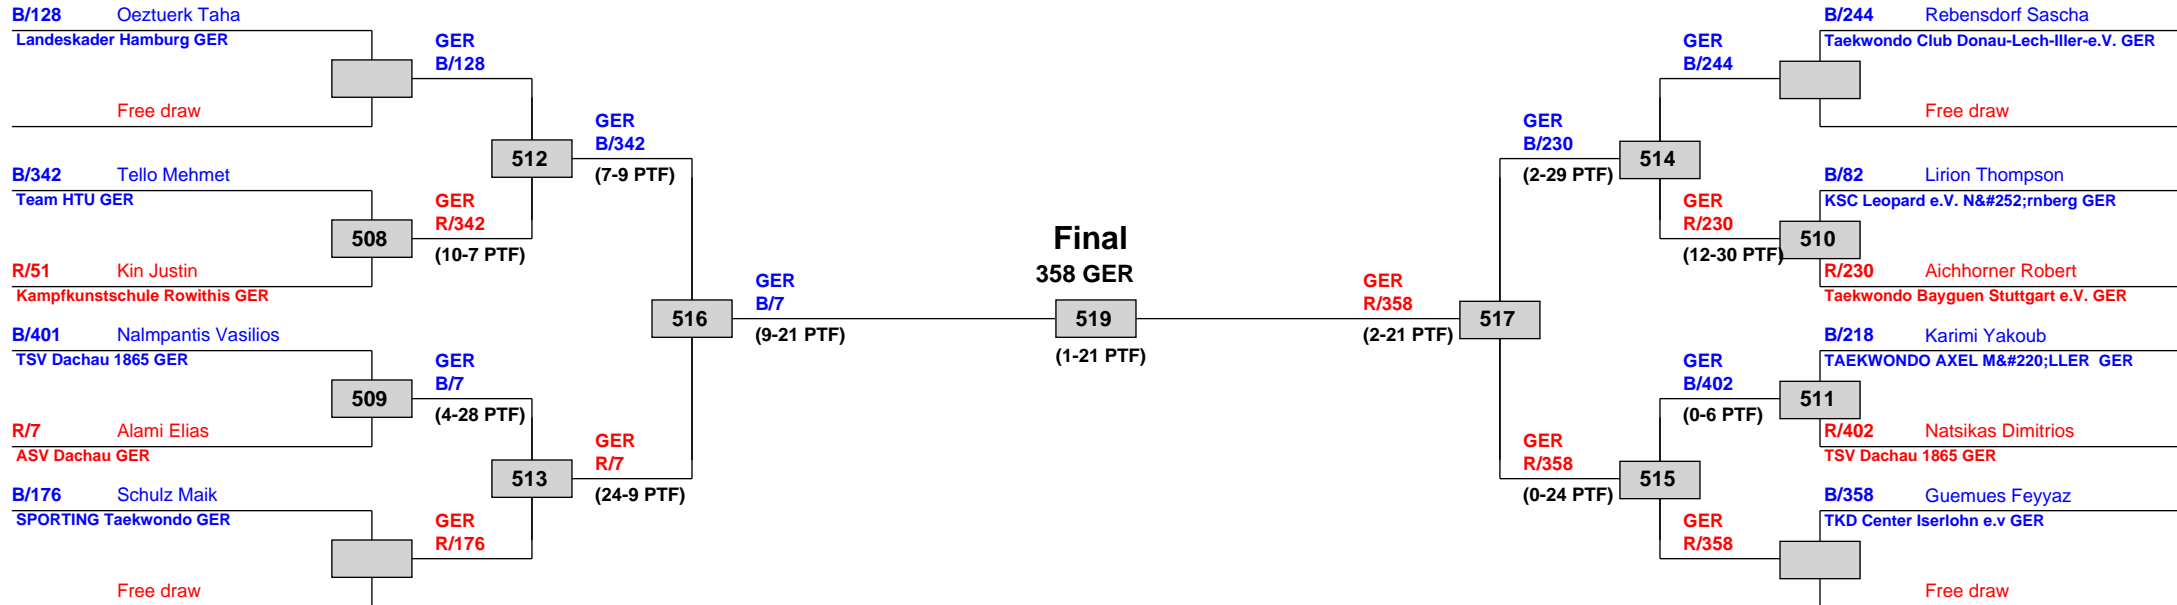 B/128 Oeztuerk Taha
Landeskader Hamburg GER
Free draw
B/342 Tello Mehmet
Team HTU GER
R/51 Kin Justin
Kampfkunstschule Rowithis GER
B/401 Nalmpantis Vasilios
TSV Dachau 1865 GER
R/7 Alami Elias
ASV Dachau GER
B/176 Schulz Maik
SPORTING Taekwondo GER
Free draw
508
509
GER
B/128
GER
R/342
(10-7 PTF)
GER
B/7
(4-28 PTF)
GER
R/176
512
513
GER
B/342
(7-9 PTF)
GER
R/7
(24-9 PTF)
516
GER
B/7
(9-21 PTF)
Final
358 GER
519
(1-21 PTF)
GER
R/358
(2-21 PTF)
517
GER
B/230
(2-29 PTF)
GER
R/358
(0-24 PTF)
514
515
GER
B/244
GER
R/230
(12-30 PTF)
GER
B/402
(0-6 PTF)
GER
R/358
510
511
B/244 Rebensdorf Sascha
Taekwondo Club Donau-Lech-Iller-e.V. GER
Free draw
B/82 Lirion Thompson
KSC Leopard e.V. N&#252;rnberg GER
R/230 Aichhorner Robert
Taekwondo Bayguen Stuttgart e.V. GER
B/218 Karimi Yakoub
TAEKWONDO AXEL M&#220;LLER  GER
R/402 Natsikas Dimitrios
TSV Dachau 1865 GER
B/358 Guemues Feyyaz
TKD Center Iserlohn e.v GER
Free draw